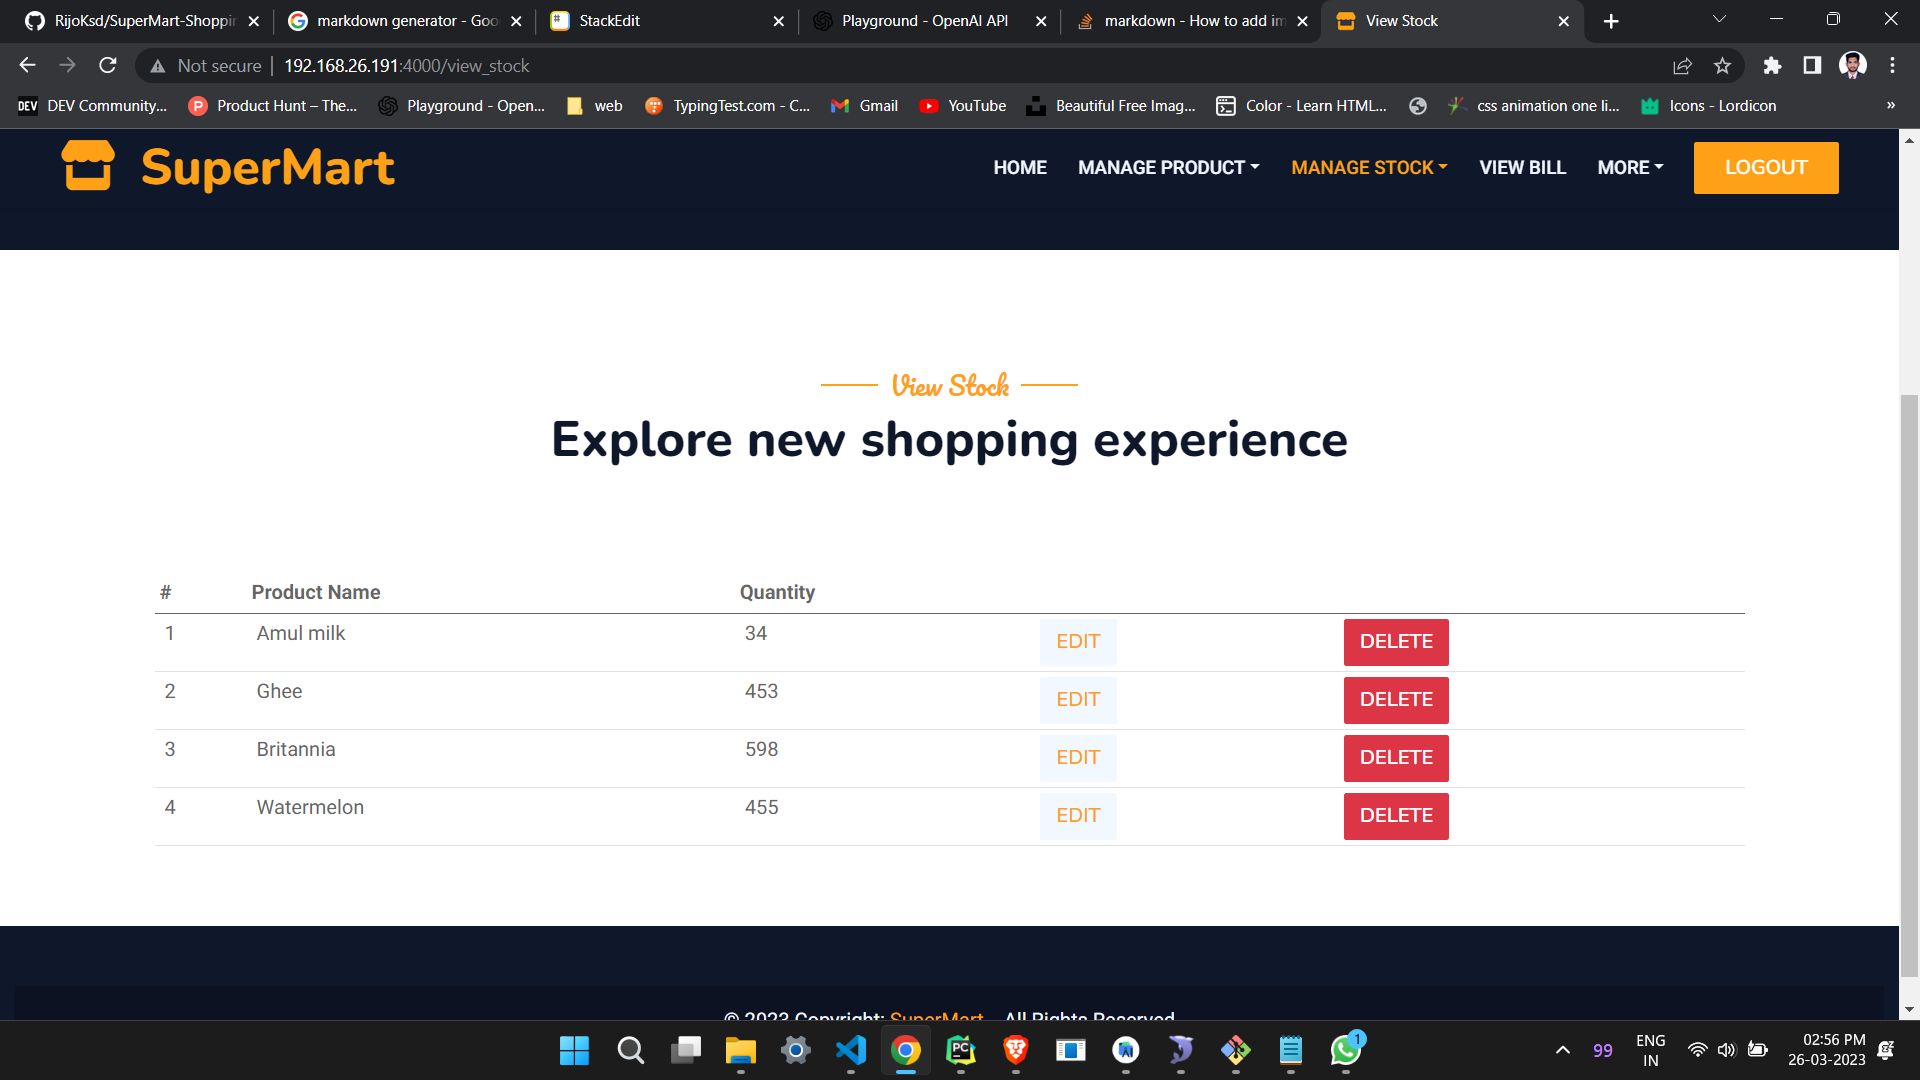 RijoKsd/SuperMart-Shoppin
markdown generator - Goo
StackEdit
Playground - OpenAI API
markdown - How to add im
View Stock
Not secure
192.168.26.191:4000/view_stock
DEV DEV Community...
Product Hunt – The...
Playground - Open...
web
TypingTest.com - C...
Gmail
YouTube
Beautiful Free Imag...
Color - Learn HTML...
css animation one li...
Icons - Lordicon
»
SuperMart
HOME
MANAGE PRODUCT
MANAGE STOCK
VIEW BILL
MORE
LOGOUT
View Stock
Explore new shopping experience
# Product Name Quantity
1 Amul milk 34 EDIT DELETE
2 Ghee 453 EDIT DELETE
3 Britannia 598 EDIT DELETE
4 Watermelon 455 EDIT DELETE
© 2023 Copyright: SuperMart All Rights Reserved
PC
1
99
ENG
IN
02:56 PM
26-03-2023